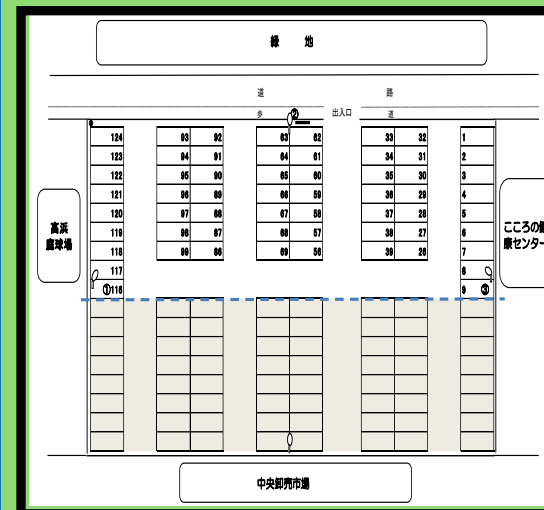 緑 地
道 路
歩 ② 出入口 道
124 93 92 63 62 33 32 1
123 94 91 64 61 34 31 2
122 95 90 65 60 35 30 3
121 96 89 66 59 36 29 4
120 97 88 67 58 37 28 5
119 98 87 68 57 38 27 6
118 99 86 69 56 39 26 7
117 8
①116 9 ③
高浜
庭球場
こころの健
康センター
中央卸売市場